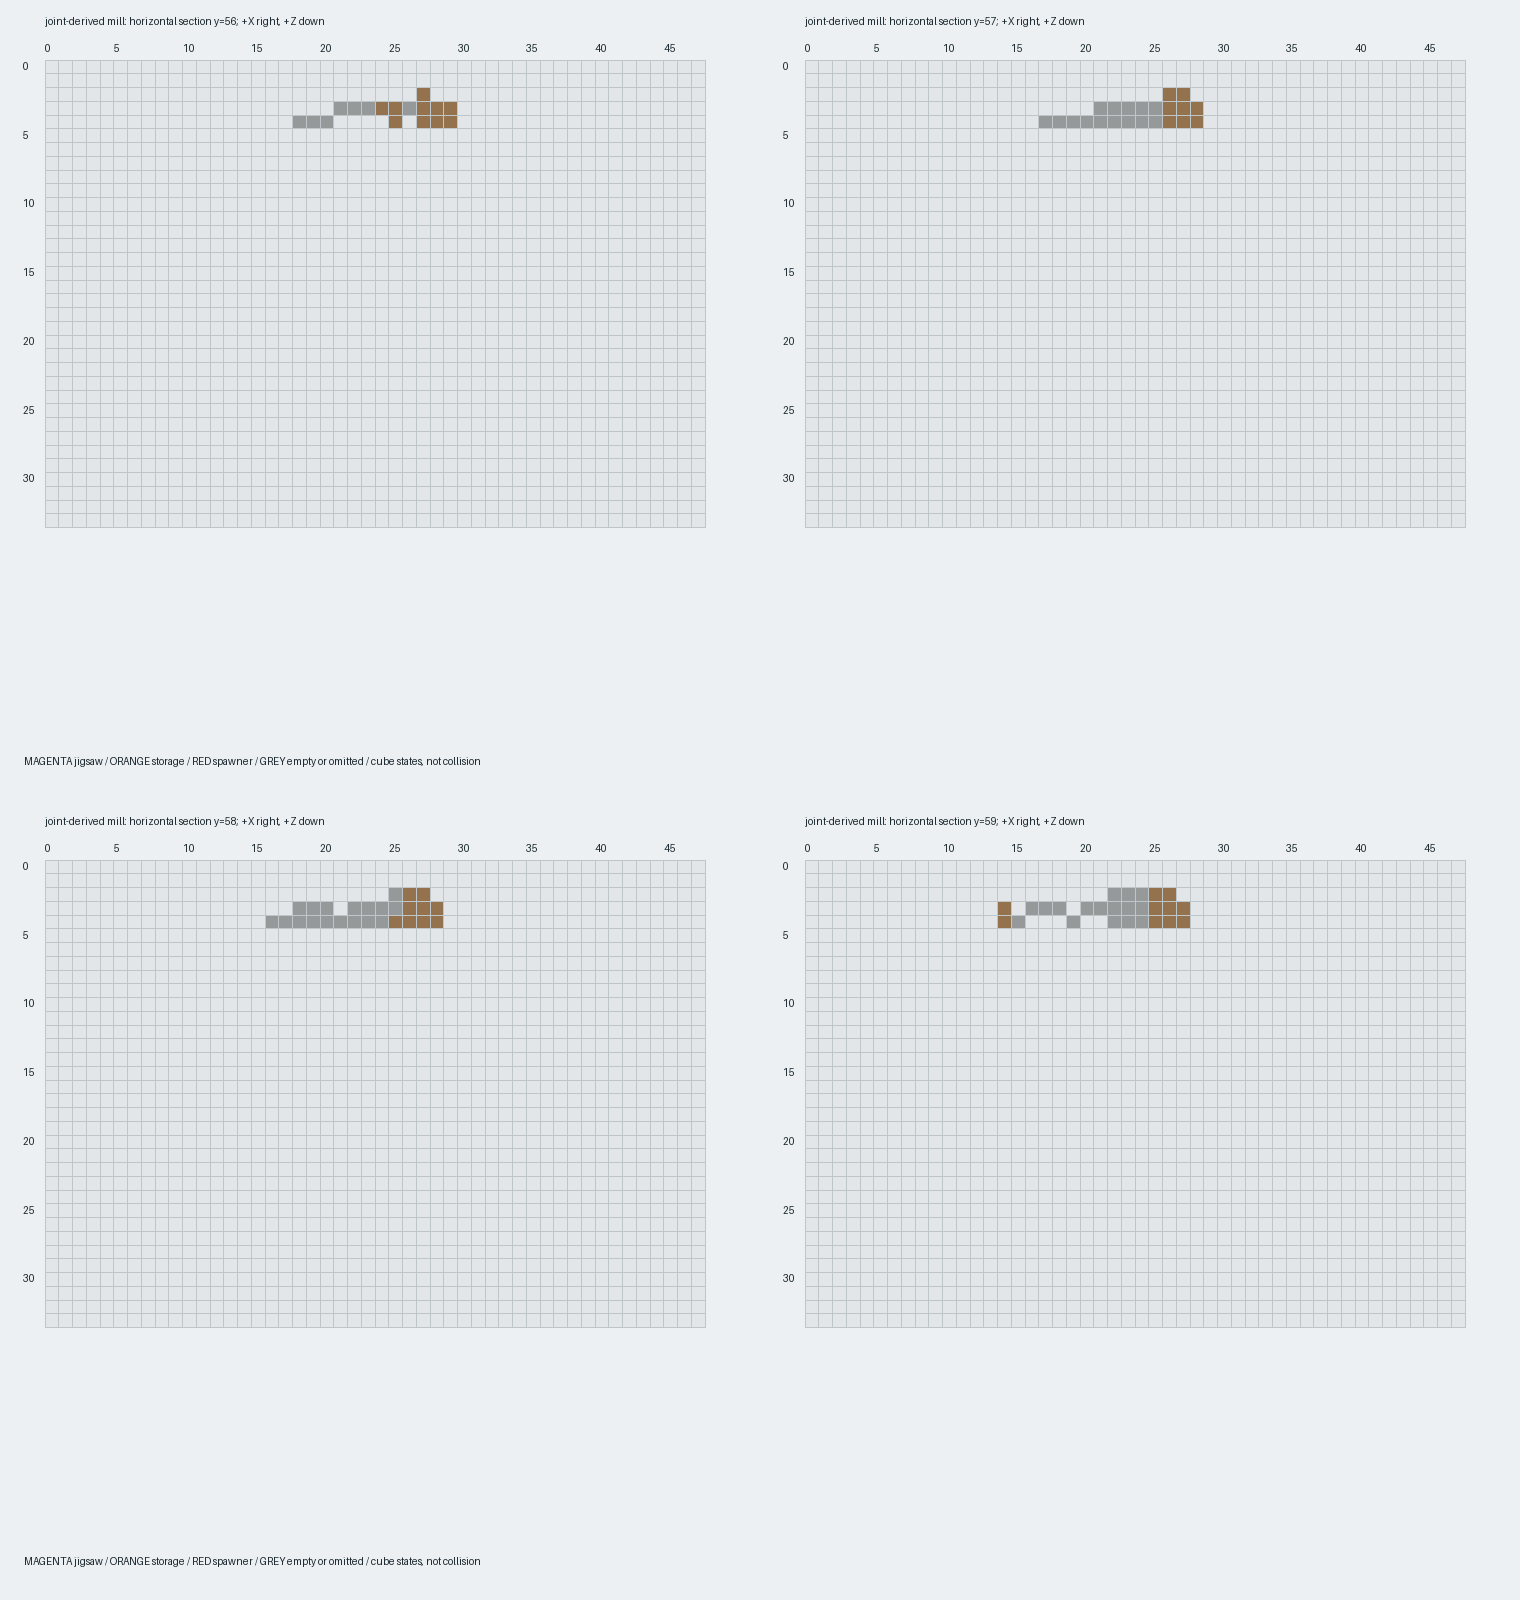 joint-derived mill: horizontal section y=56; +X right, +Z down
0 5 10 15 20 25 30 35 40 45
0
5
10
15
20
25
30
joint-derived mill: horizontal section y=57; +X right, +Z down
0 5 10 15 20 25 30 35 40 45
0
5
10
15
20
25
30
MAGENTA jigsaw / ORANGE storage / RED spawner / GREY empty or omitted / cube states, not collision
joint-derived mill: horizontal section y=58; +X right, +Z down
0 5 10 15 20 25 30 35 40 45
0
5
10
15
20
25
30
joint-derived mill: horizontal section y=59; +X right, +Z down
0 5 10 15 20 25 30 35 40 45
0
5
10
15
20
25
30
MAGENTA jigsaw / ORANGE storage / RED spawner / GREY empty or omitted / cube states, not collision